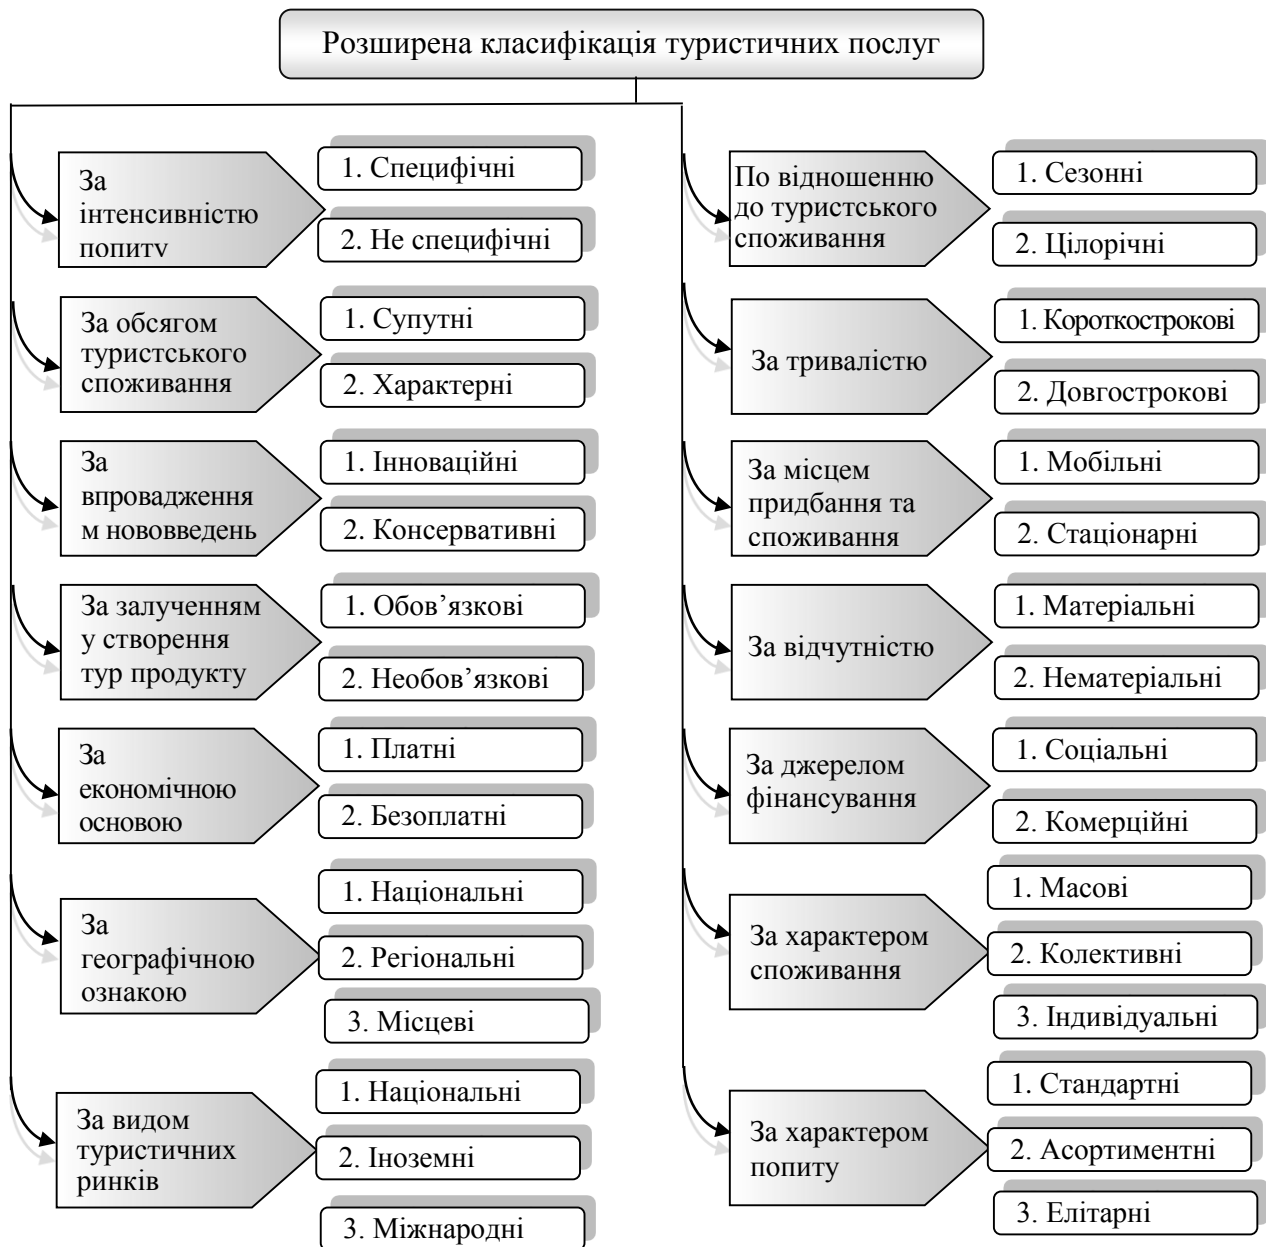 Розширена класифікація туристичних послуг
За
інтенсивністю
попиту
1. Специфічні
2. Не специфічні
За обсягом
туристського
споживання
1. Супутні
2. Характерні
За
впровадження
м нововведень
1. Інноваційні
2. Консервативні
За залученням
у створення
тур продукту
1. Обов’язкові
2. Необов’язкові
За
економічною
основою
1. Платні
2. Безоплатні
За
географічною
ознакою
1. Національні
2. Регіональні
3. Місцеві
За видом
туристичних
ринків
1. Національні
2. Іноземні
3. Міжнародні
По відношенню
до туристського
споживання
1. Сезонні
2. Цілорічні
За тривалістю
1. Короткострокові
2. Довгострокові
За місцем
придбання та
споживання
1. Мобільні
2. Стаціонарні
За відчутністю
1. Матеріальні
2. Нематеріальні
За джерелом
фінансування
1. Соціальні
2. Комерційні
За характером
споживання
1. Масові
2. Колективні
3. Індивідуальні
За характером
попиту
1. Стандартні
2. Асортиментні
3. Елітарні